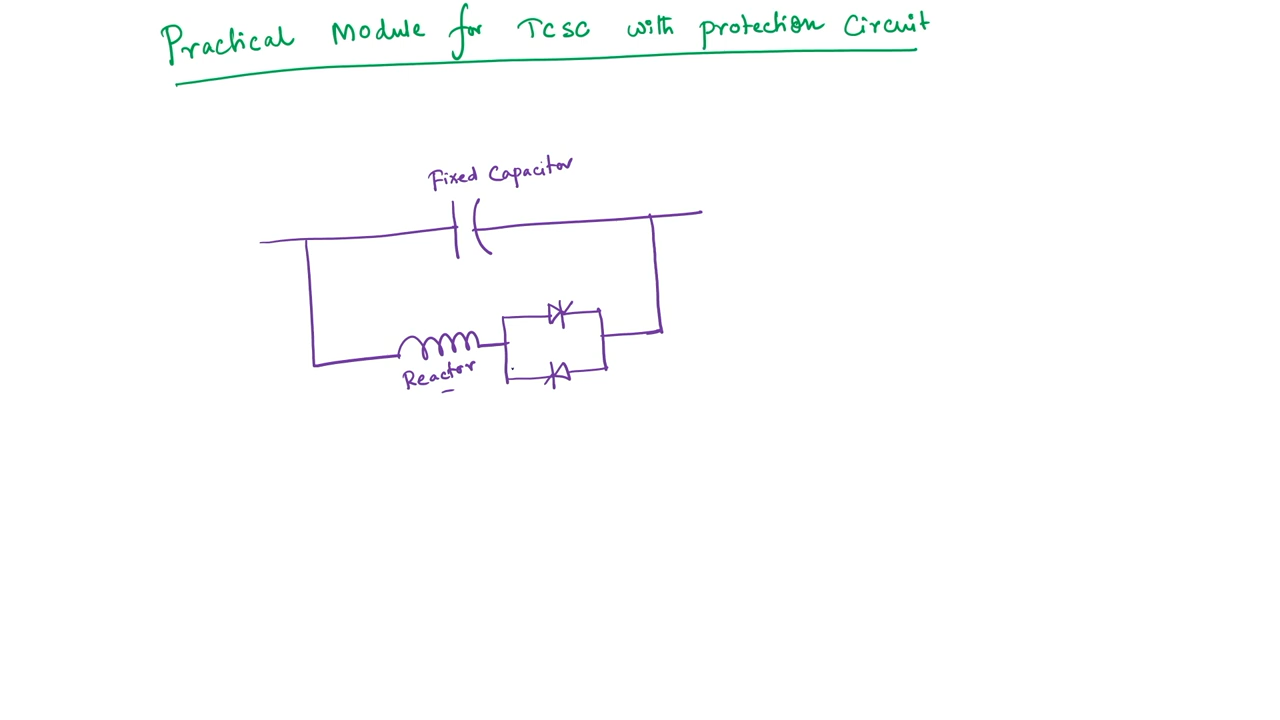 Practical Module for TCSC with protection Circuit
Fixed Capacitor
Reactor